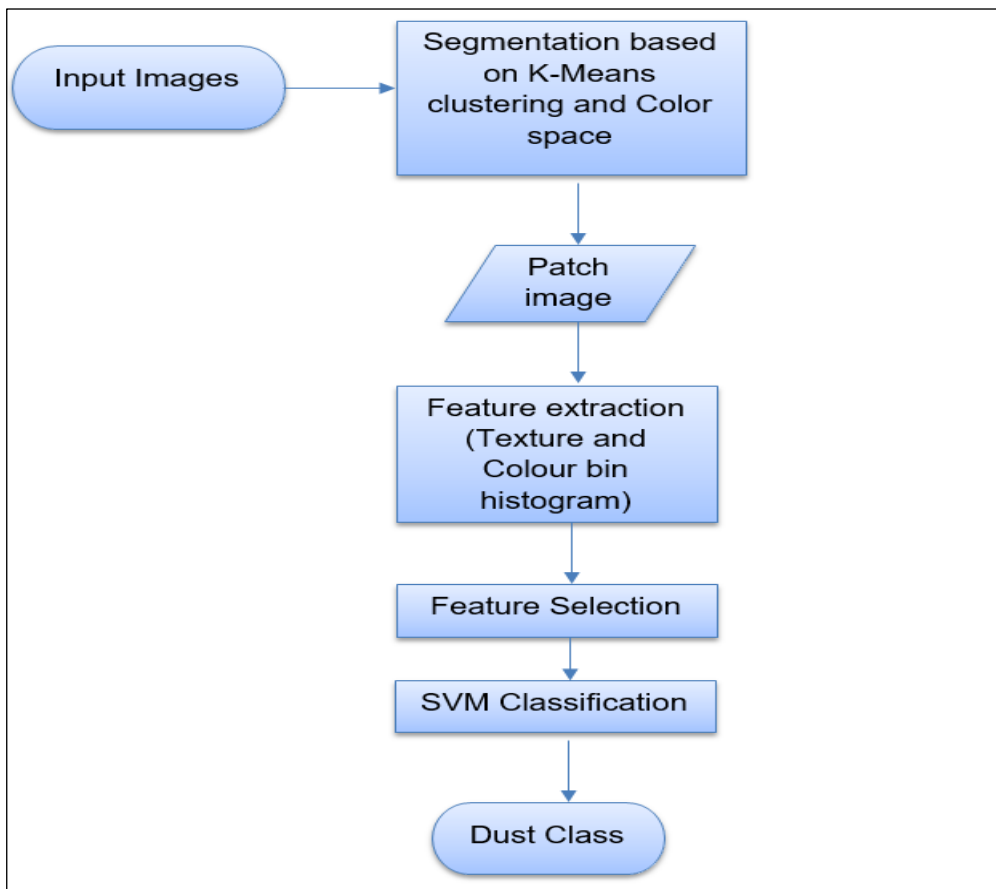 Input Images
Segmentation based
on K-Means
clustering and Color
space
Patch
image
Feature extraction
(Texture and
Colour bin
histogram)
Feature Selection
SVM Classification
Dust Class